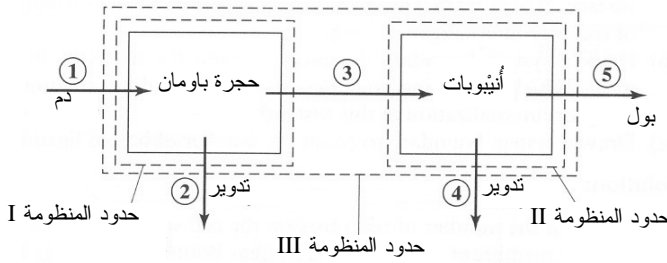 ①
دم
حجرة باومان
③
أُنَيْبوبات
⑤
بول
②
تدوير
④
تدوير
حدود المنظومة I
حدود المنظومة II
حدود المنظومة III